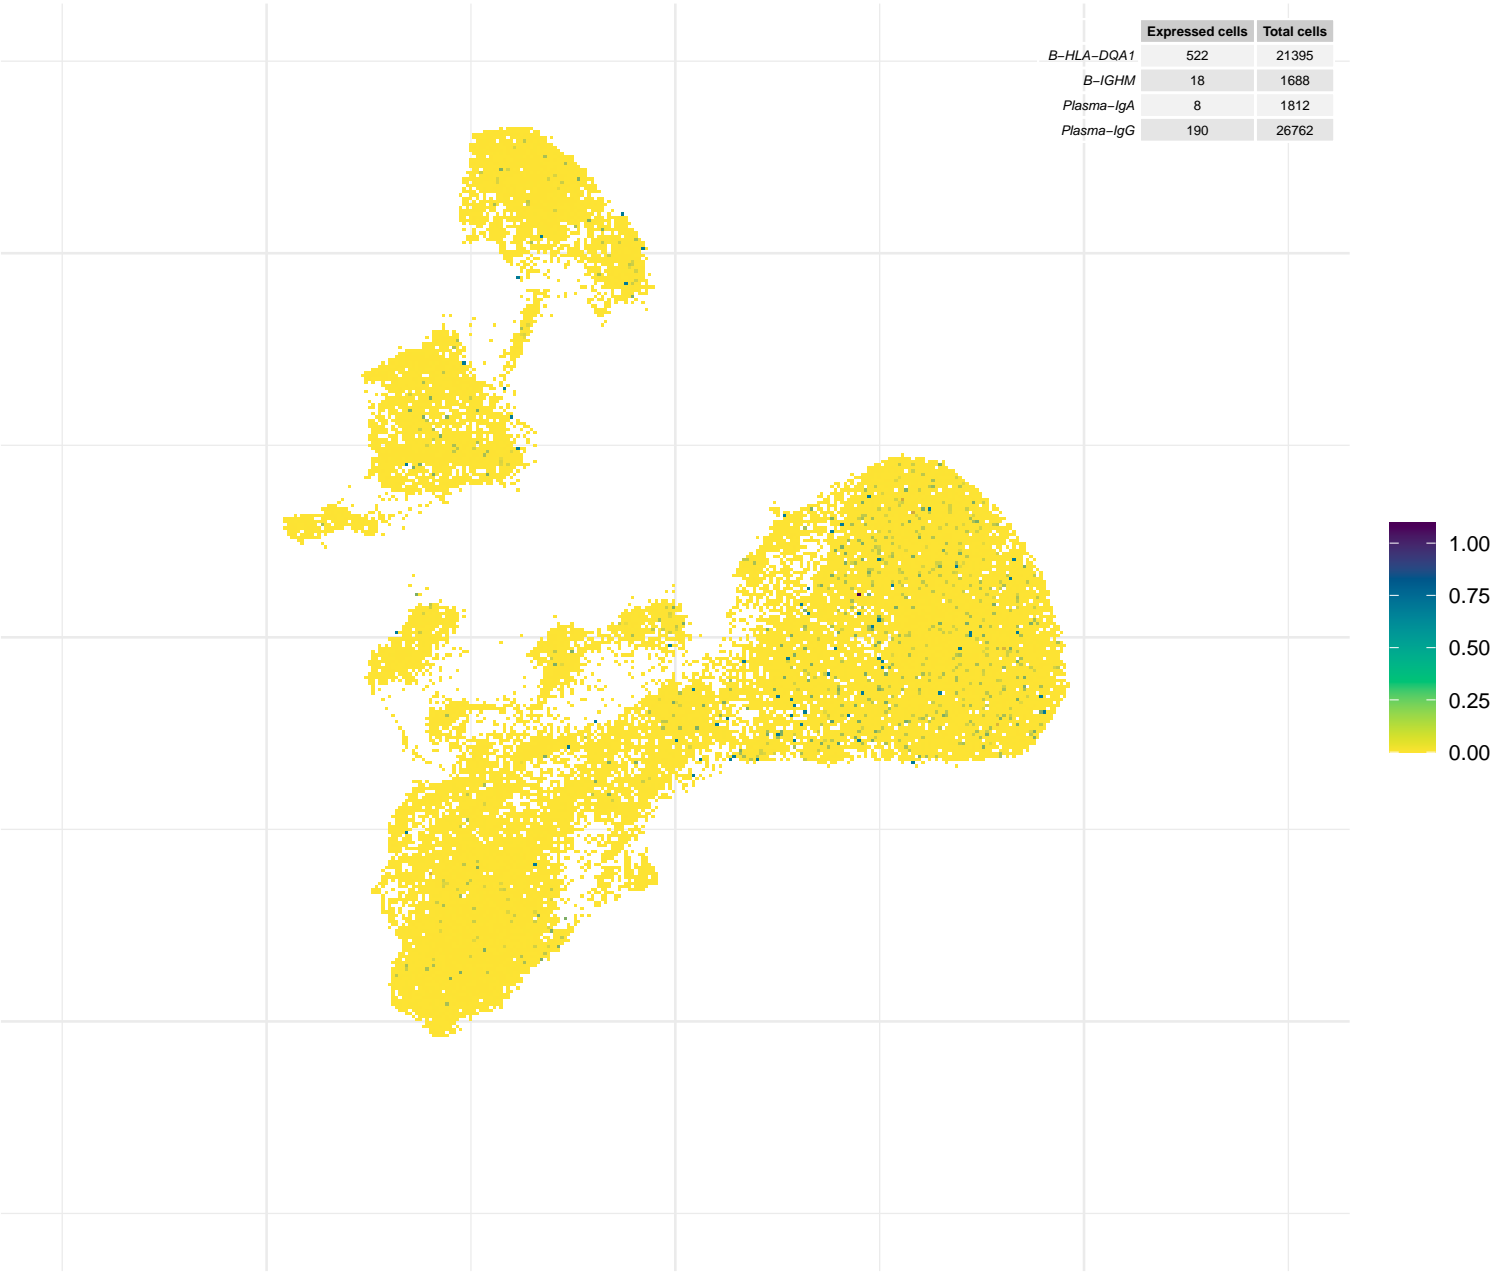 Expressed cells Total cells
B−HLA−DQA1 522 21395
B−IGHM 18 1688
Plasma−IgA 8 1812
Plasma−IgG 190 26762
1.00
0.75
0.50
0.25
0.00